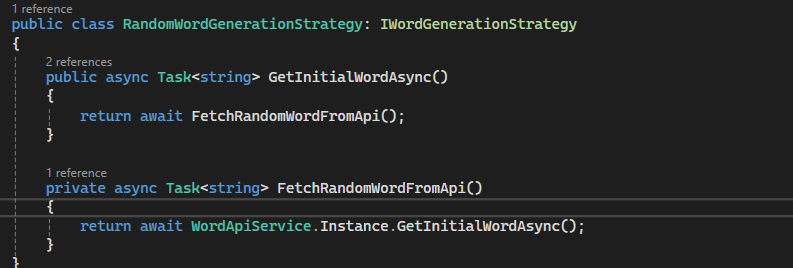 1 reference
public class RandomWordGenerationStrategy: IWordGenerationStrategy
{
2 references
public async Task<string> GetInitialWordAsync()
{
return await FetchRandomWordFromApi();
}
1 reference
private async Task<string> FetchRandomWordFromApi()
{
return await WordApiService.Instance.GetInitialWordAsync();
}
}